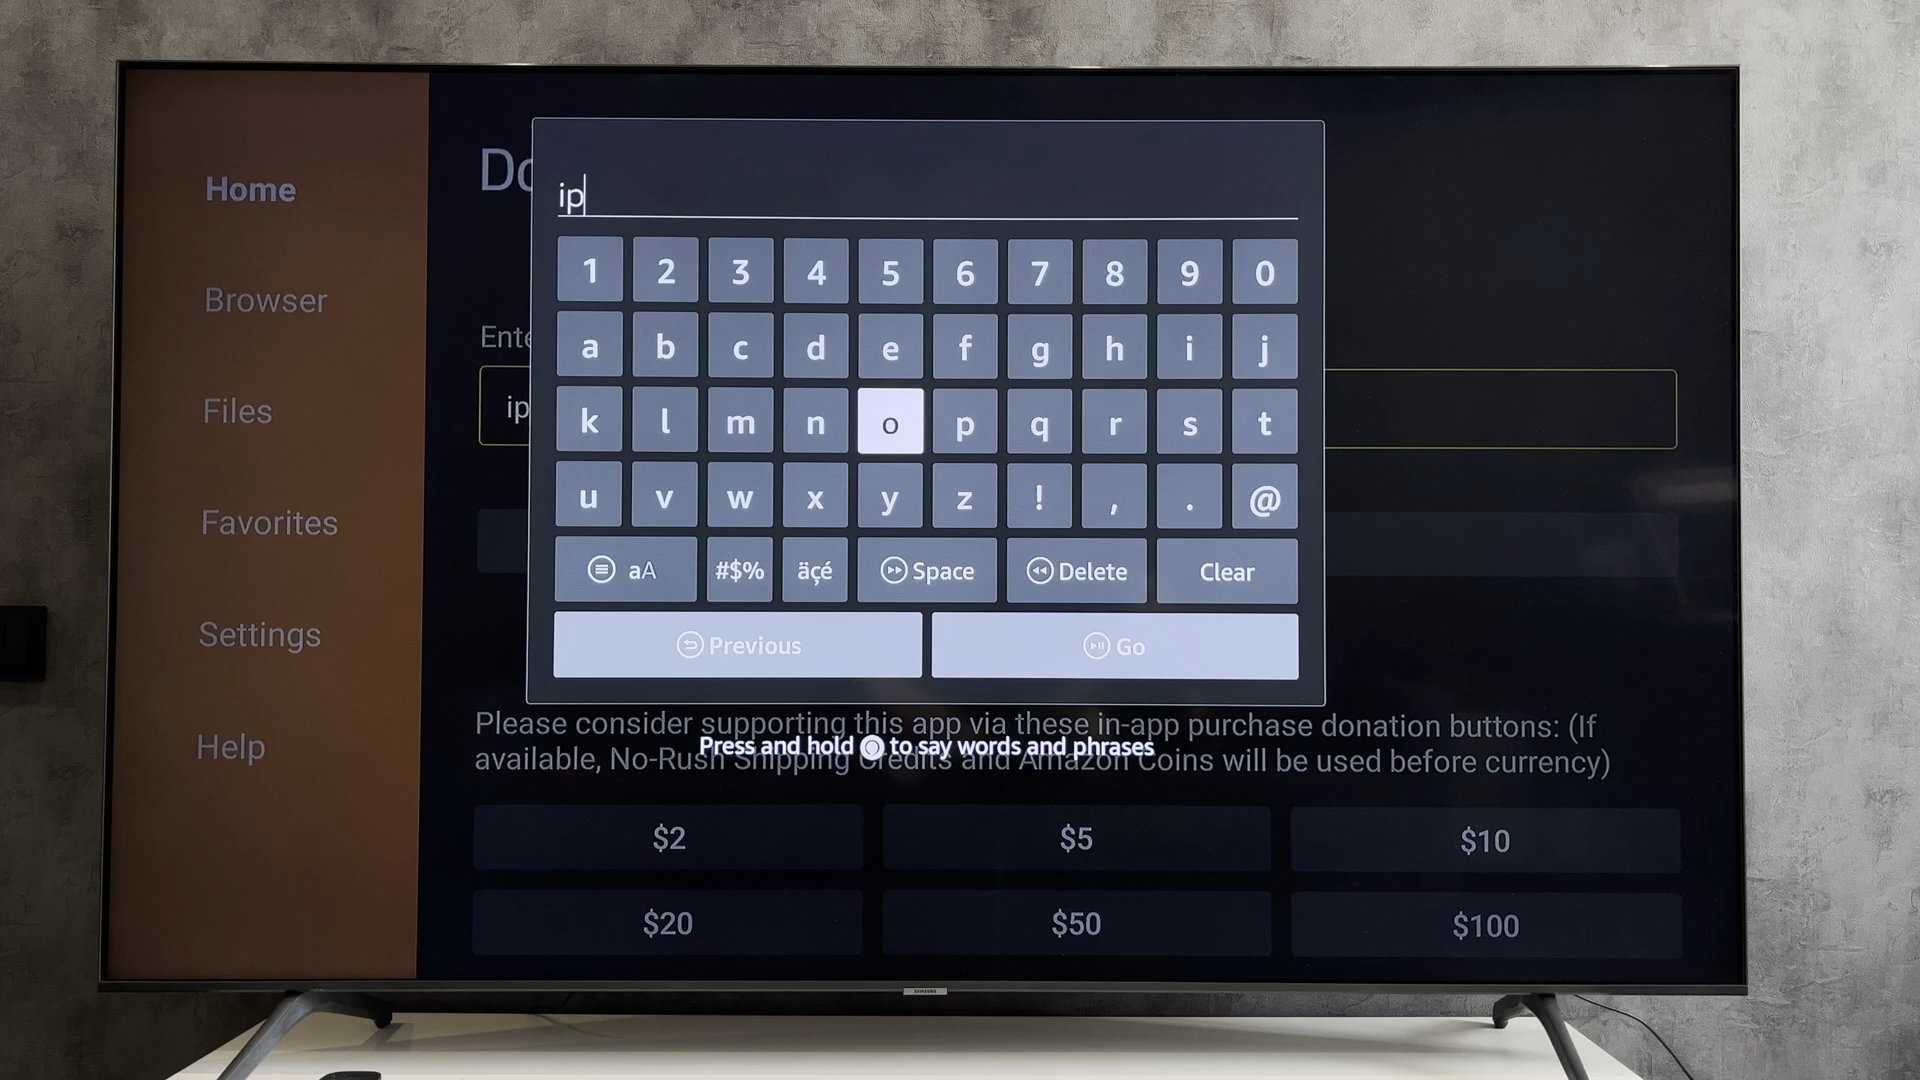 Home
Browser
Files
Favorites
Settings
Help
Do
Ente
ip
ip
1 2 3 4 5 6 7 8 9 0
a b c d e f g h i j
k l m n o p q r s t
u v w x y z ! , . @
aA #$% äçé Space Delete Clear
Previous Go
Please consider supporting this app via these in-app purchase donation buttons: (If
available, No-Rush Shipping Credits and Amazon Coins will be used before currency)
Press and hold to say words and phrases
$2 $5 $10
$20 $50 $100
SAMSUNG